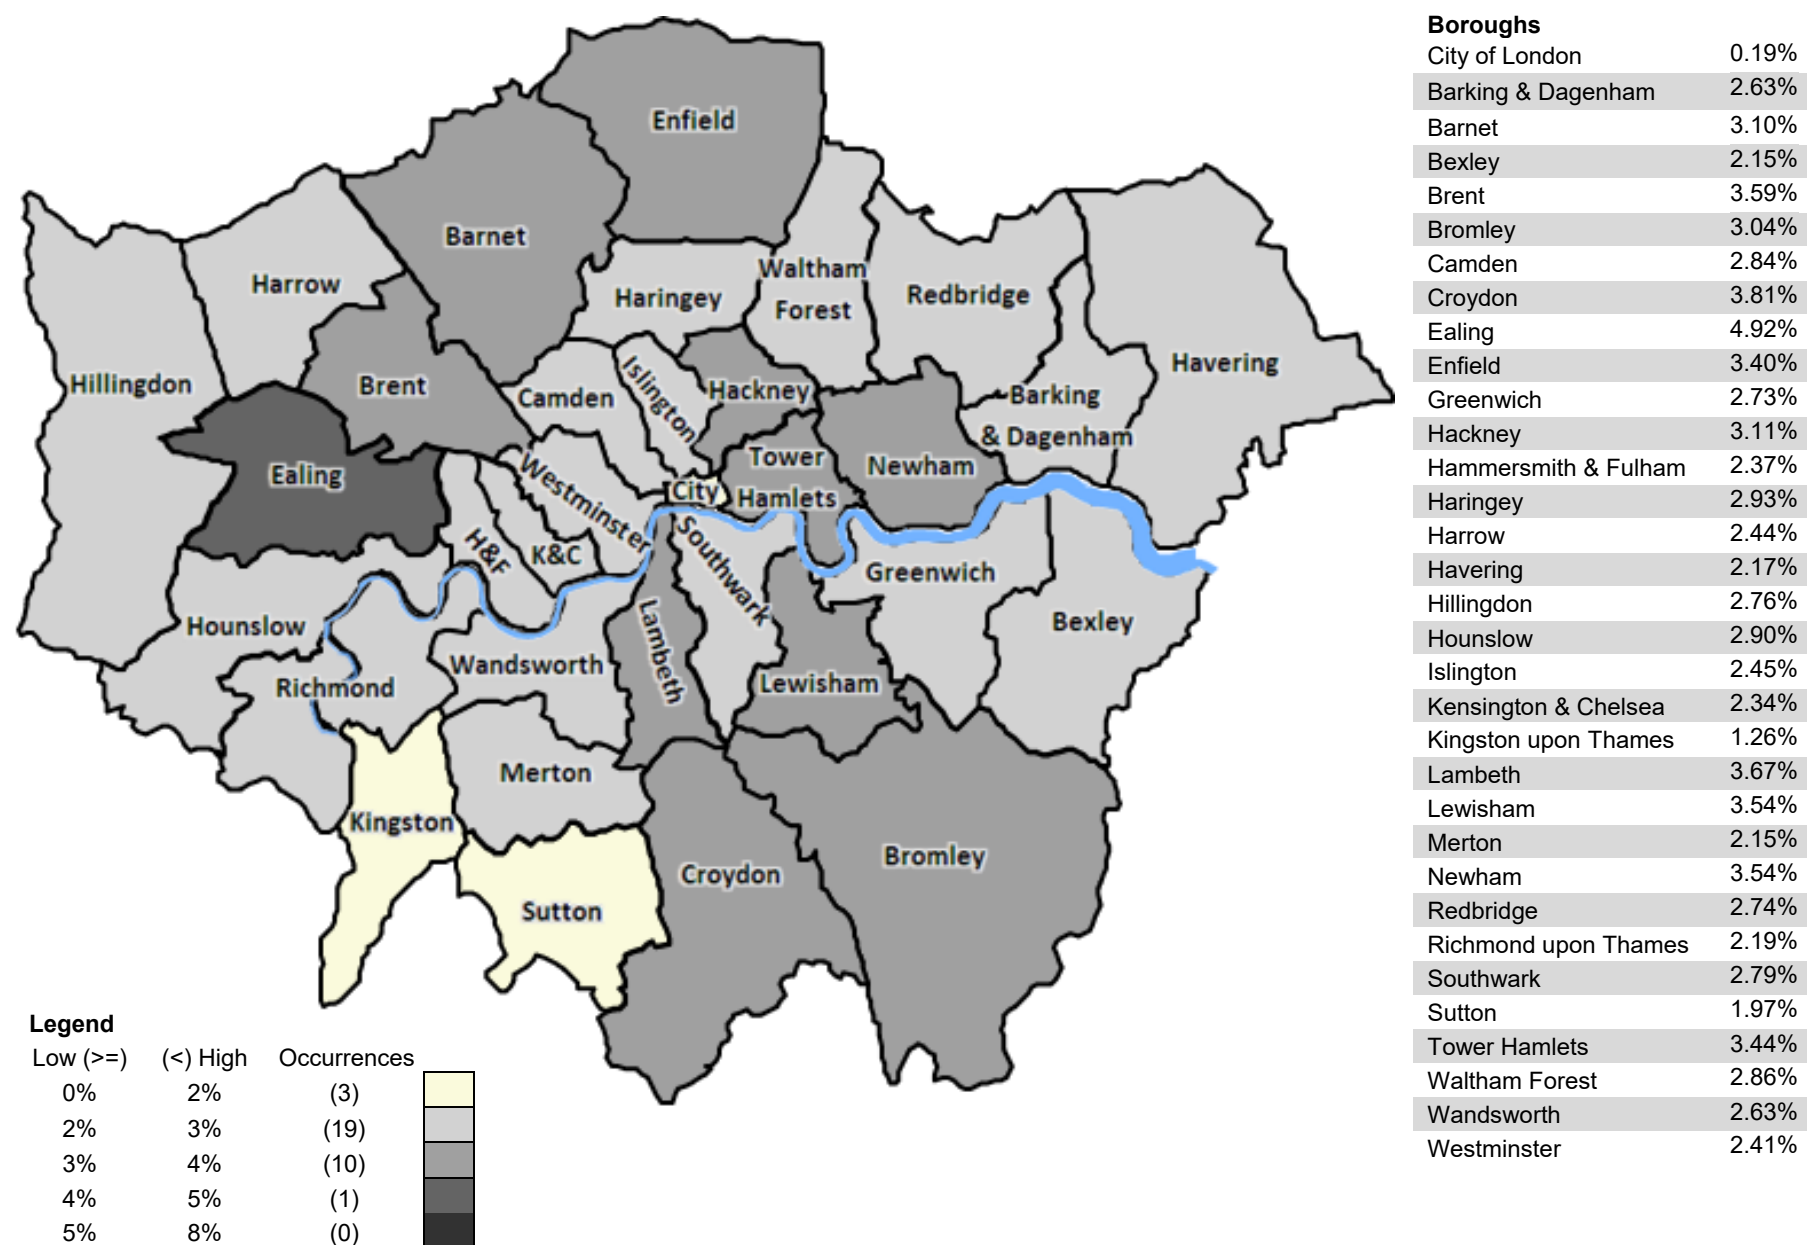 Enfield
Barnet
Harrow
Haringey
Waltham
Forest
Redbridge
Havering
Hillingdon
Brent
Camden
Islington
Hackney
Barking
& Dagenham
Ealing
Westminster
City
Tower
Hamlets
Newham
H&F
K&C
Southwark
Greenwich
Hounslow
Bexley
Richmond
Wandsworth
Lambeth
Lewisham
Merton
Kingston
Croydon
Bromley
Sutton
Legend
Low (>=) (<) High Occurrences
0% 2% (3)
2% 3% (19)
3% 4% (10)
4% 5% (1)
5% 8% (0)
Boroughs
City of London 0.19%
Barking & Dagenham 2.63%
Barnet 3.10%
Bexley 2.15%
Brent 3.59%
Bromley 3.04%
Camden 2.84%
Croydon 3.81%
Ealing 4.92%
Enfield 3.40%
Greenwich 2.73%
Hackney 3.11%
Hammersmith & Fulham 2.37%
Haringey 2.93%
Harrow 2.44%
Havering 2.17%
Hillingdon 2.76%
Hounslow 2.90%
Islington 2.45%
Kensington & Chelsea 2.34%
Kingston upon Thames 1.26%
Lambeth 3.67%
Lewisham 3.54%
Merton 2.15%
Newham 3.54%
Redbridge 2.74%
Richmond upon Thames 2.19%
Southwark 2.79%
Sutton 1.97%
Tower Hamlets 3.44%
Waltham Forest 2.86%
Wandsworth 2.63%
Westminster 2.41%